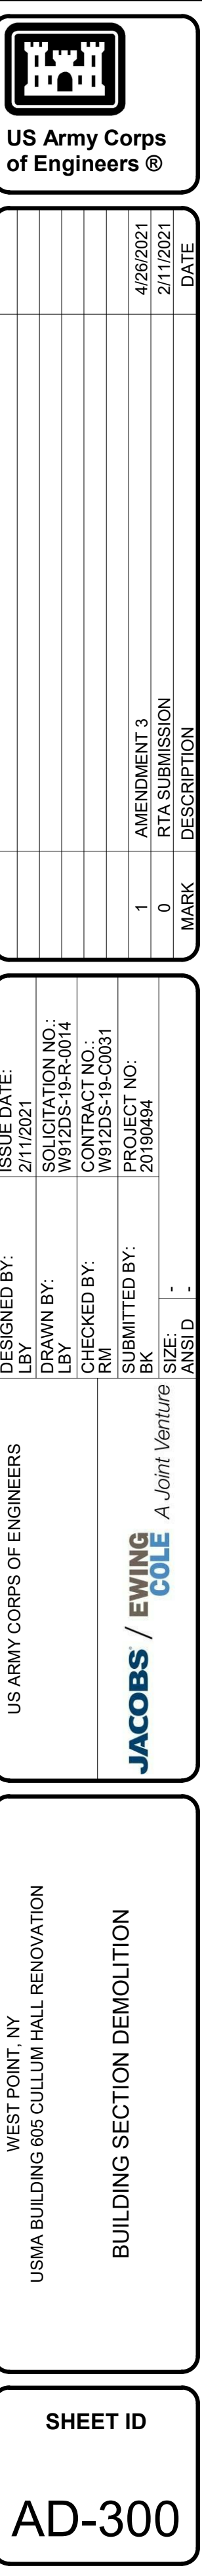 US Army Corps
of Engineers ®
4/26/2021
2/11/2021
DATE
AMENDMENT 3
RTA SUBMISSION
DESCRIPTION
1
0
MARK
ISSUE DATE:
2/11/2021
SOLICITATION NO.:
W912DS-19-R-0014
CONTRACT NO.:
W912DS-19-C0031
PROJECT NO:
20190494
DESIGNED BY:
LBY
DRAWN BY:
LBY
CHECKED BY:
RM
SUBMITTED BY:
BK
SIZE:
ANSI D
-
-
US ARMY CORPS OF ENGINEERS
JACOBS / EWING
COLE A Joint Venture
WEST POINT, NY
USMA BUILDING 605 CULLUM HALL RENOVATION
BUILDING SECTION DEMOLITION
SHEET ID
AD-300